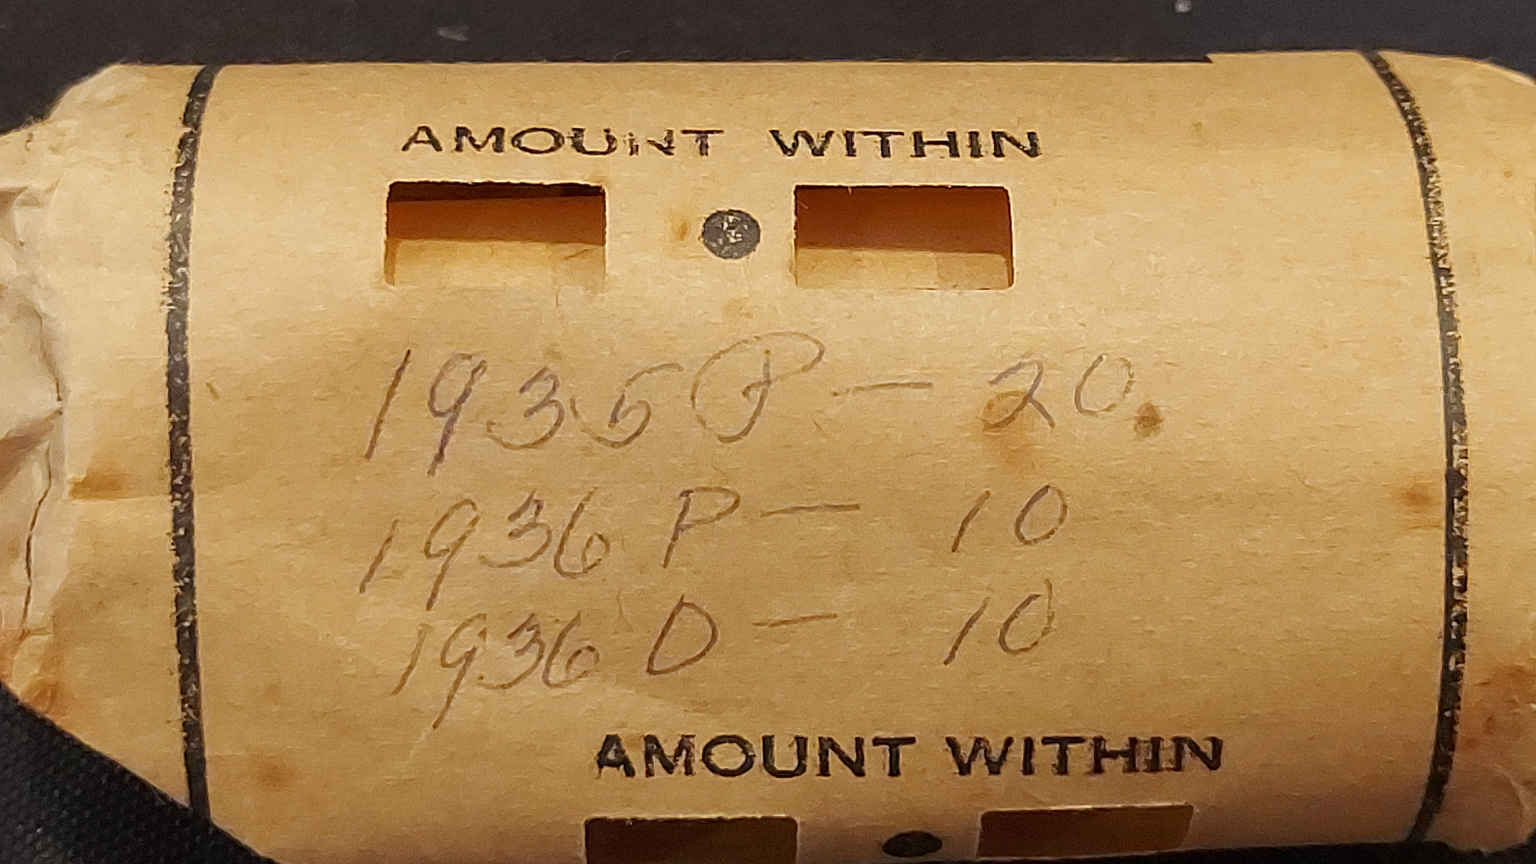 AMOUNT WITHIN
1935 P - 20
1936 P - 10
1936 D - 10
AMOUNT WITHIN